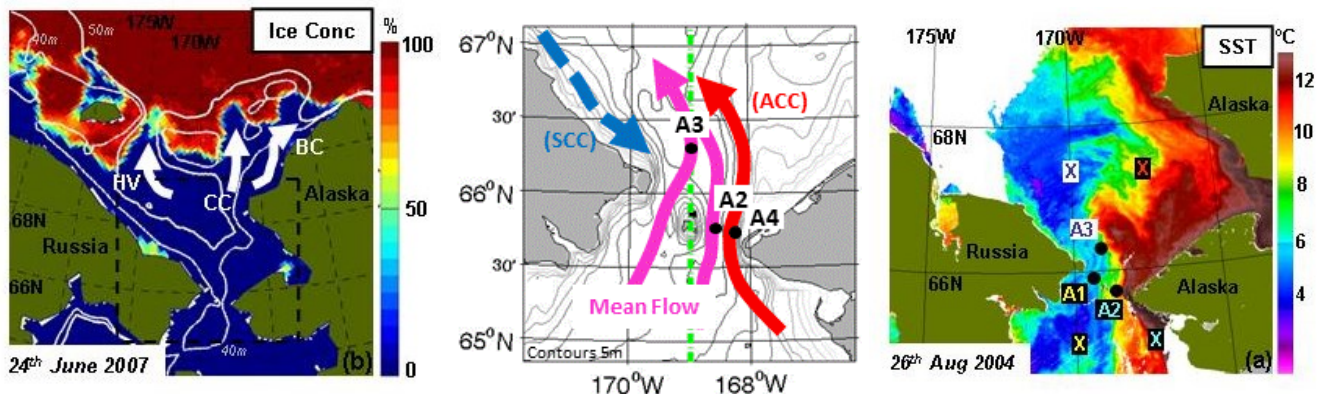 175W
170W
40m
50m
Ice Conc
%
100
50
0
HV
CC
BC
Alaska
68N
Russia
66N
40m
24th June 2007
(b)
67°N
30'
66°N
30'
65°N
(SCC)
(ACC)
A3
A2
A4
Mean Flow
Contours 5m
170°W
168°W
175W
170W
SST
°C
12
10
8
6
4
Alaska
68N
X
X
A3
Russia
66N
A1
A2
Alaska
X
X
26th Aug 2004
(a)